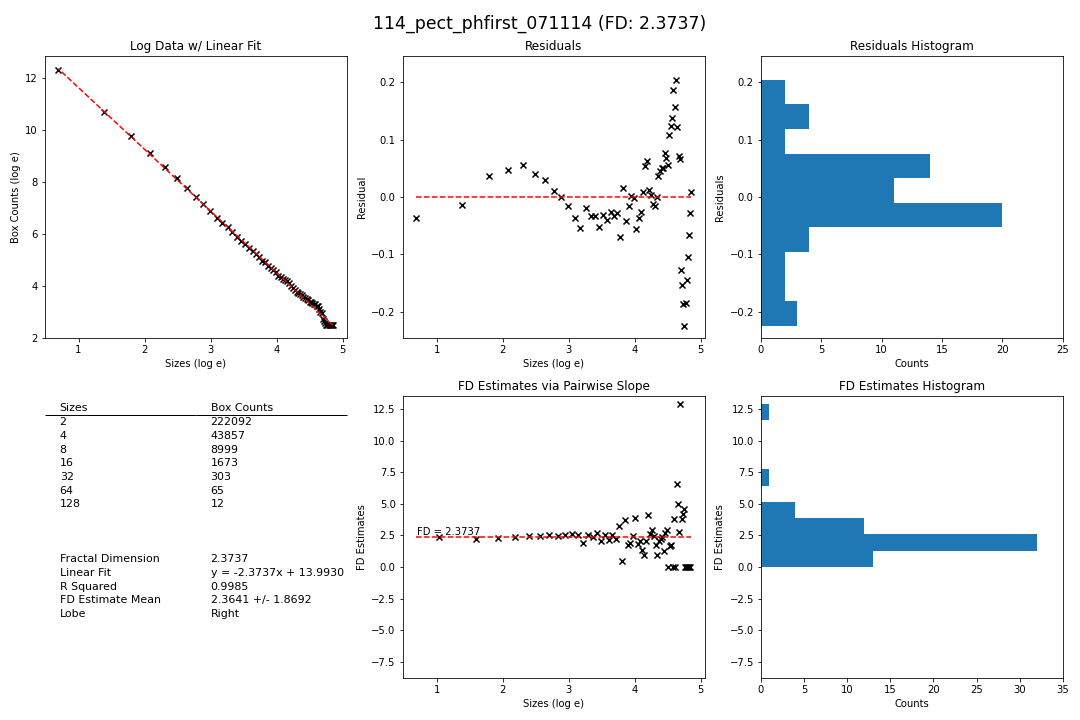 114_pect_phfirst_071114 (FD: 2.3737)
Log Data w/ Linear Fit
Box Counts (log e)
12
10
8
6
4
2
1 2 3 4 5
Sizes (log e)
Residuals
Residual
0.2
0.1
0.0
−0.1
−0.2
1 2 3 4 5
Sizes (log e)
Residuals Histogram
Residuals
0.2
0.1
0.0
−0.1
−0.2
0 5 10 15 20 25
Counts
Sizes Box Counts
2 222092
4 43857
8 8999
16 1673
32 303
64 65
128 12
Fractal Dimension 2.3737
Linear Fit y = -2.3737x + 13.9930
R Squared 0.9985
FD Estimate Mean 2.3641 +/- 1.8692
Lobe Right
FD Estimates via Pairwise Slope
FD Estimates
12.5
10.0
7.5
5.0
2.5
0.0
−2.5
−5.0
−7.5
FD = 2.3737
1 2 3 4 5
Sizes (log e)
FD Estimates Histogram
FD Estimates
12.5
10.0
7.5
5.0
2.5
0.0
−2.5
−5.0
−7.5
0 5 10 15 20 25 30 35
Counts